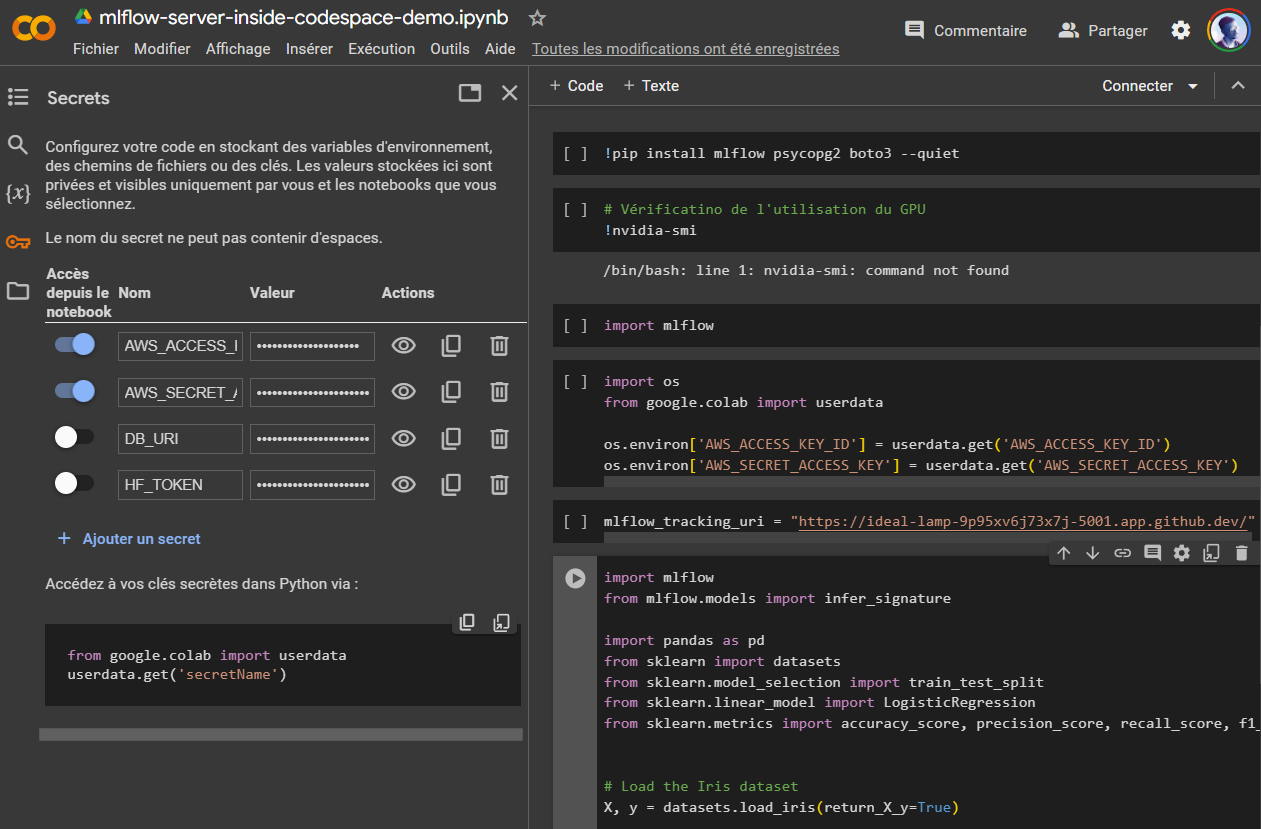 mlflow-server-inside-codespace-demo.ipynb
Fichier Modifier Affichage Insérer Exécution Outils Aide Toutes les modifications ont été enregistrées
Commentaire
Partager
Secrets
Configurez votre code en stockant des variables d'environnement,
des chemins de fichiers ou des clés. Les valeurs stockées ici sont
privées et visibles uniquement par vous et les notebooks que vous
sélectionnez.
{x}
Le nom du secret ne peut pas contenir d'espaces.
Accès
depuis le Nom Valeur Actions
notebook
AWS_ACCESS_ •••••••••••••••••••
AWS_SECRET_ ••••••••••••••••••••
DB_URI ••••••••••••••••••••
HF_TOKEN ••••••••••••••••••••
+ Ajouter un secret
Accédez à vos clés secrètes dans Python via :
from google.colab import userdata
userdata.get('secretName')
+ Code + Texte
Connecter
[ ] !pip install mlflow psycopg2 boto3 --quiet
[ ] # Vérificatino de l'utilisation du GPU
!nvidia-smi
/bin/bash: line 1: nvidia-smi: command not found
[ ] import mlflow
[ ] import os
from google.colab import userdata
os.environ['AWS_ACCESS_KEY_ID'] = userdata.get('AWS_ACCESS_KEY_ID')
os.environ['AWS_SECRET_ACCESS_KEY'] = userdata.get('AWS_SECRET_ACCESS_KEY')
[ ] mlflow_tracking_uri = "https://ideal-lamp-9p95xv6j73x7j-5001.app.github.dev/"
import mlflow
from mlflow.models import infer_signature
import pandas as pd
from sklearn import datasets
from sklearn.model_selection import train_test_split
from sklearn.linear_model import LogisticRegression
from sklearn.metrics import accuracy_score, precision_score, recall_score, f1_
# Load the Iris dataset
X, y = datasets.load_iris(return_X_y=True)